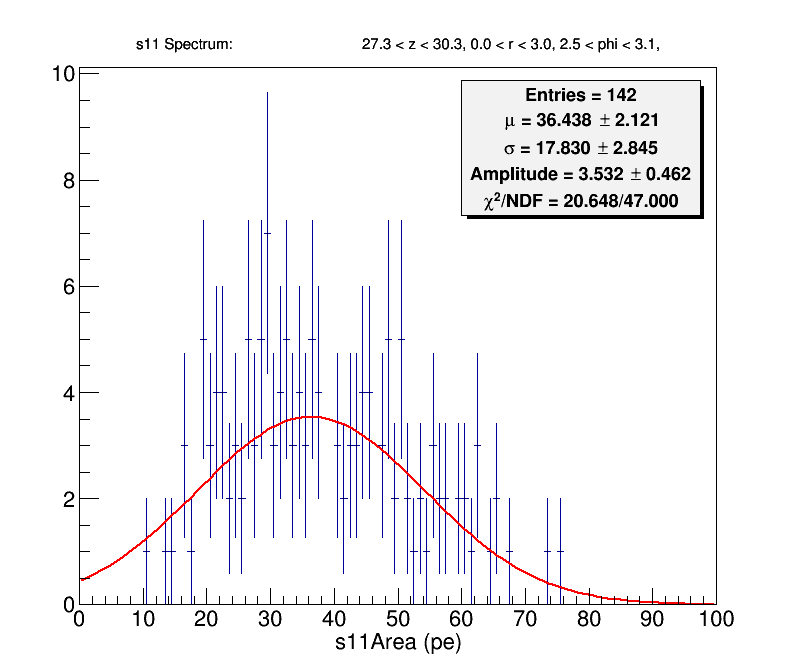 s11 Spectrum: 27.3 < z < 30.3, 0.0 < r < 3.0, 2.5 < phi < 3.1,
Entries = 142
μ = 36.438 ± 2.121
σ = 17.830 ± 2.845
Amplitude = 3.532 ± 0.462
χ²/NDF = 20.648/47.000
10
8
6
4
2
0
0 10 20 30 40 50 60 70 80 90 100
s11Area (pe)